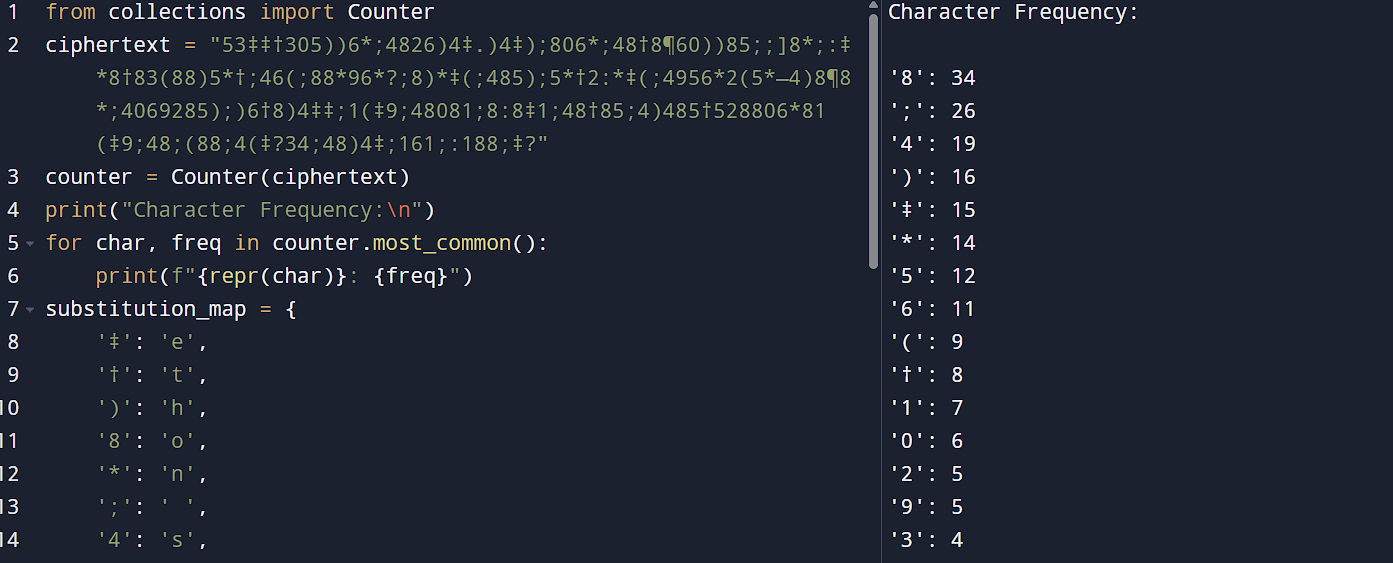 1 from collections import Counter
2 ciphertext = "53‡‡†305))6*;4826)4‡.)4‡);806*;48†8¶60))85;;]8*;:‡
*8†83(88)5*†;46(;88*96*?;8)*‡(;485);5*†2:*‡(;4956*2(5*—4)8¶8
*;4069285);)6†8)4‡‡;1(‡9;48081;8:8‡1;48†85;4)485†528806*81
(‡9;48;(88;4(‡?34;48)4‡;161;:188;‡?"
3 counter = Counter(ciphertext)
4 print("Character Frequency:\n")
5 for char, freq in counter.most_common():
6 print(f"{repr(char)}: {freq}")
7 substitution_map = {
8 '‡': 'e',
9 '†': 't',
10 ')': 'h',
11 '8': 'o',
12 '*': 'n',
13 ';': ' ',
14 '4': 's',
Character Frequency:
'8': 34
';': 26
'4': 19
')': 16
'‡': 15
'*': 14
'5': 12
'6': 11
'(': 9
'†': 8
'1': 7
'0': 6
'2': 5
'9': 5
'3': 4